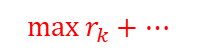 max r_k + ⋯